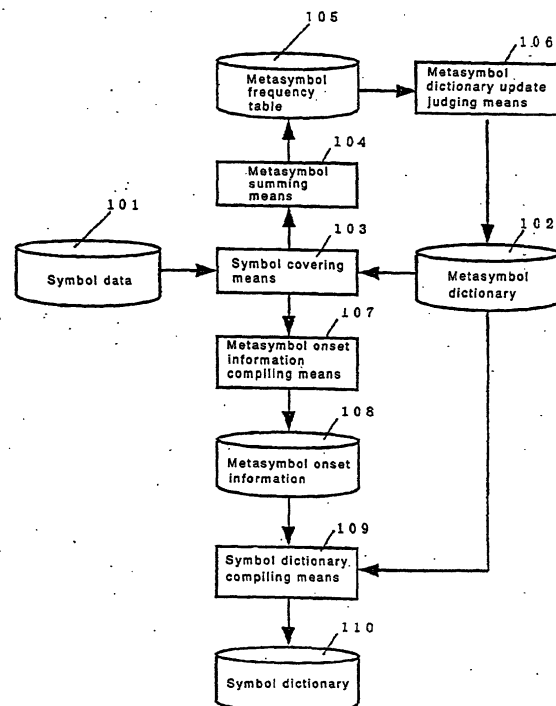 105
Metasymbol
frequency
table
106
Metasymbol
dictionary update
judging means
104
Metasymbol
summing
means
101
Symbol data
103
Symbol covering
means
102
Metasymbol
dictionary
107
Metasymbol onset
information
compiling means
108
Metasymbol onset
information
109
Symbol dictionary
compiling means
110
Symbol dictionary